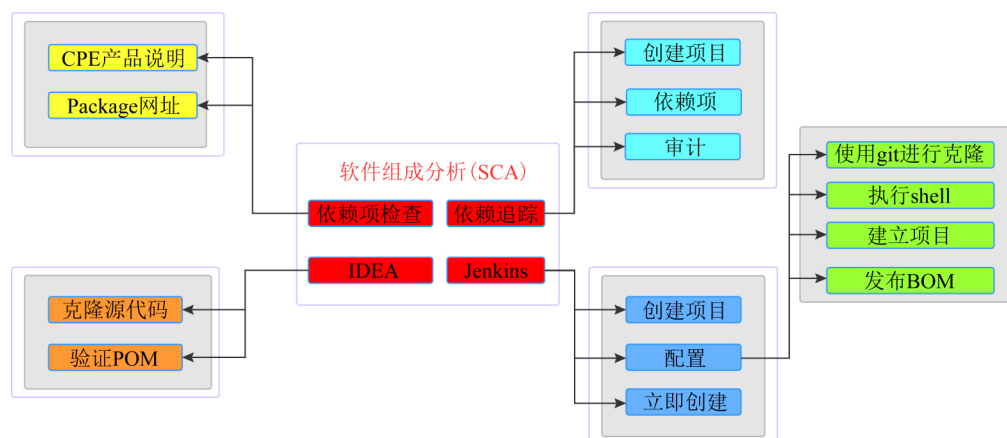 CPE产品说明
Package网址
创建项目
依赖项
审计
软件组成分析(SCA)
依赖项检查
依赖追踪
IDEA
Jenkins
使用git进行克隆
执行shell
建立项目
发布BOM
克隆源代码
验证POM
创建项目
配置
立即创建